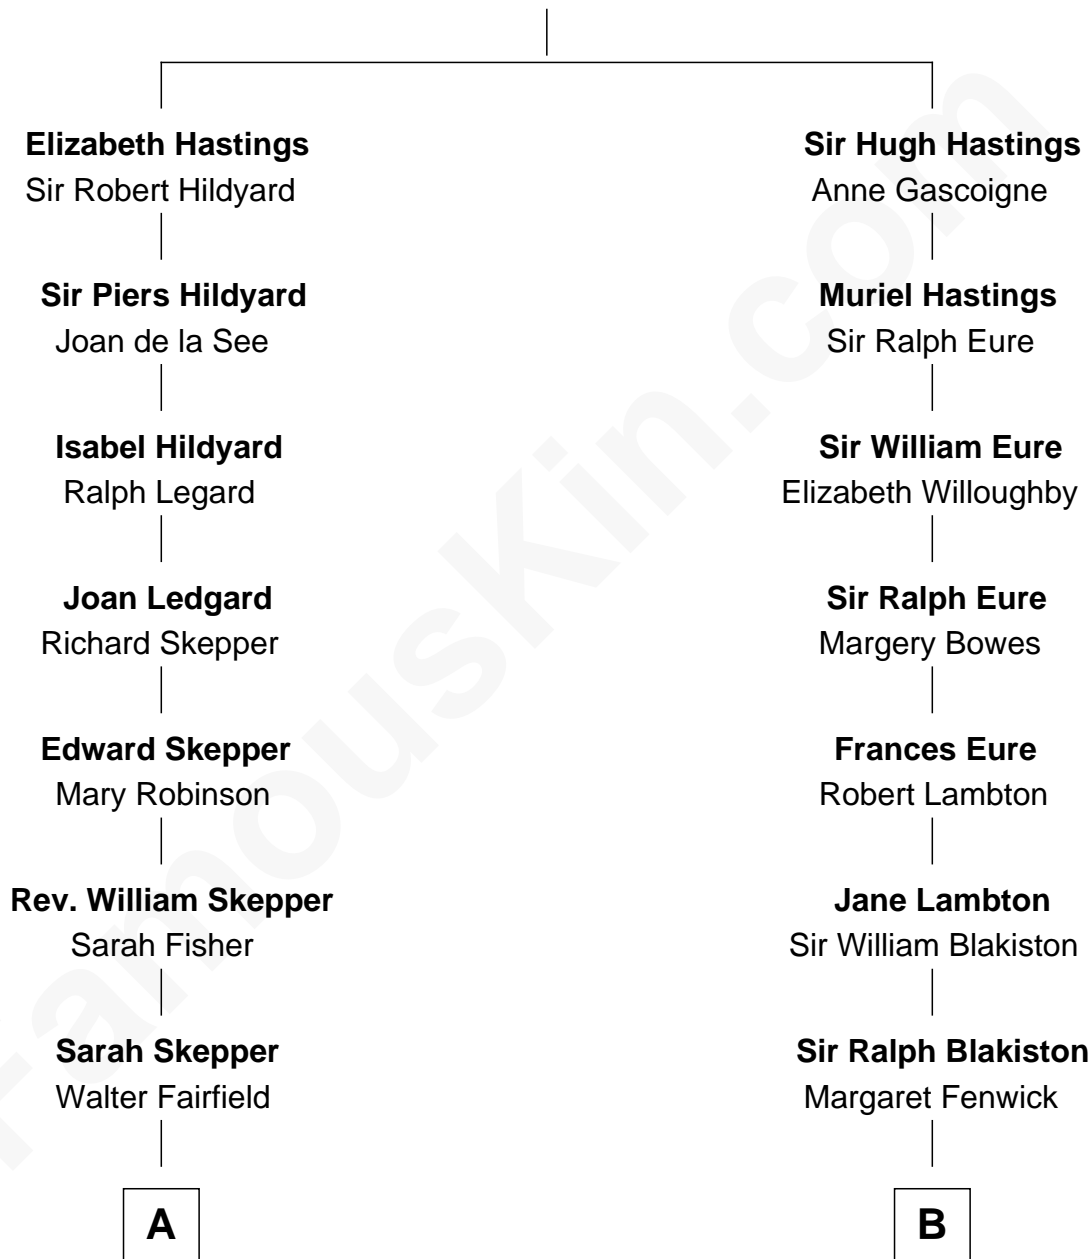 Elizabeth Hastings
Sir Robert Hildyard
Sir Piers Hildyard
Joan de la See
Isabel Hildyard
Ralph Legard
Joan Ledgard
Richard Skepper
Edward Skepper
Mary Robinson
Rev. William Skepper
Sarah Fisher
Sarah Skepper
Walter Fairfield
A
Sir Hugh Hastings
Anne Gascoigne
Muriel Hastings
Sir Ralph Eure
Sir William Eure
Elizabeth Willoughby
Sir Ralph Eure
Margery Bowes
Frances Eure
Robert Lambton
Jane Lambton
Sir William Blakiston
Sir Ralph Blakiston
Margaret Fenwick
B
FamousKin.com